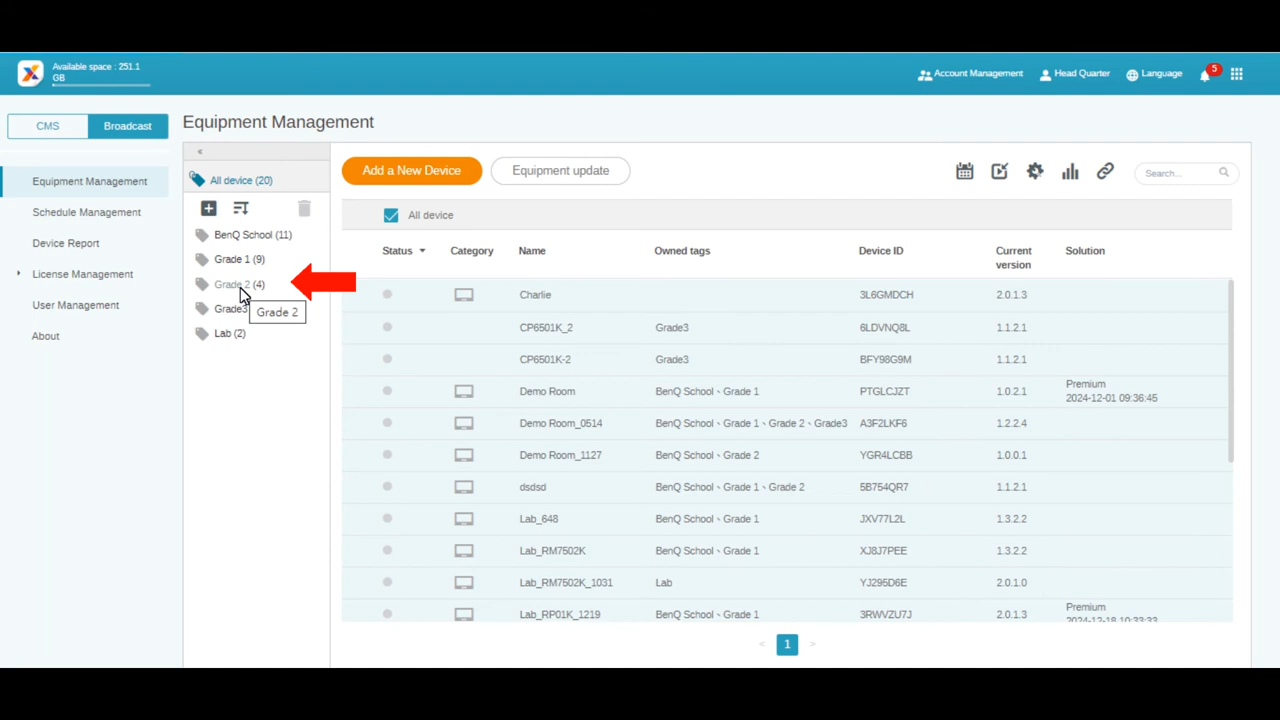 Available space : 251.1
GB
Account Management
Head Quarter
Language
5
CMS
Broadcast
Equipment Management
Schedule Management
Device Report
License Management
User Management
About
Equipment Management
«
All device (20)
BenQ School (11)
Grade 1 (9)
Grade 2 (4)
Grade3
Grade 2
Lab (2)
Add a New Device
Equipment update
Search...
All device
Status Category Name Owned tags Device ID Current version Solution
Charlie 3L6GMDCH 2.0.1.3
CP6501K_2 Grade3 6LDVNQ8L 1.1.2.1
CP6501K-2 Grade3 BFY98G9M 1.1.2.1
Demo Room BenQ School、Grade 1 PTGLCJZT 1.0.2.1 Premium 2024-12-01 09:36:45
Demo Room_0514 BenQ School、Grade 1、Grade 2、Grade3 A3F2LKF6 1.2.2.4
Demo Room_1127 BenQ School、Grade 2 YGR4LCBB 1.0.0.1
dsdsd BenQ School、Grade 1、Grade 2 5B754QR7 1.1.2.1
Lab_648 BenQ School、Grade 1 JXV77L2L 1.3.2.2
Lab_RM7502K BenQ School、Grade 1 XJ8J7PEE 1.3.2.2
Lab_RM7502K_1031 Lab YJ295D6E 2.0.1.0
Lab_RP01K_1219 BenQ School、Grade 1 3RWVZU7J 2.0.1.3 Premium 2024-12-18 10:33:33
< 1 >